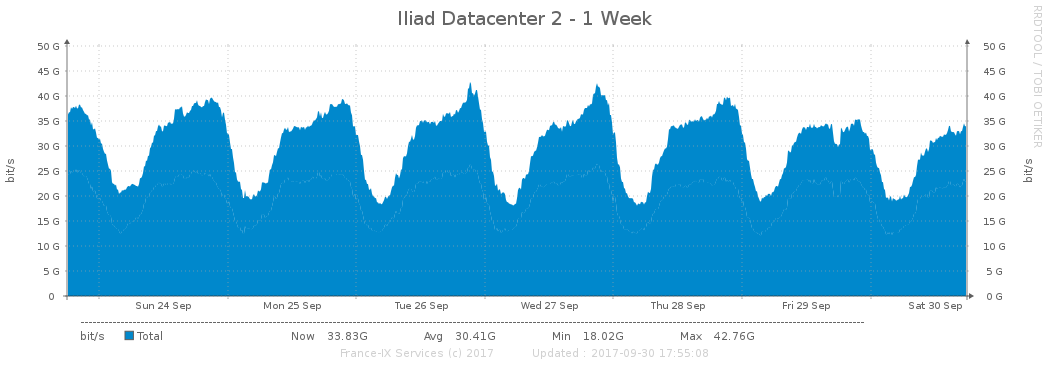 Iliad Datacenter 2 - 1 Week
RRDTOOL / TOBI OETIKER
50 G 50 G
45 G 45 G
40 G 40 G
35 G 35 G
30 G 30 G
25 G 25 G
20 G 20 G
15 G 15 G
10 G 10 G
5 G 5 G
0 0 G
bit/s bit/s
Sun 24 Sep Mon 25 Sep Tue 26 Sep Wed 27 Sep Thu 28 Sep Fri 29 Sep Sat 30 Sep
bit/s Total Now 33.83G Avg 30.41G Min 18.02G Max 42.76G
France-IX Services (c) 2017 Updated : 2017-09-30 17:55:08